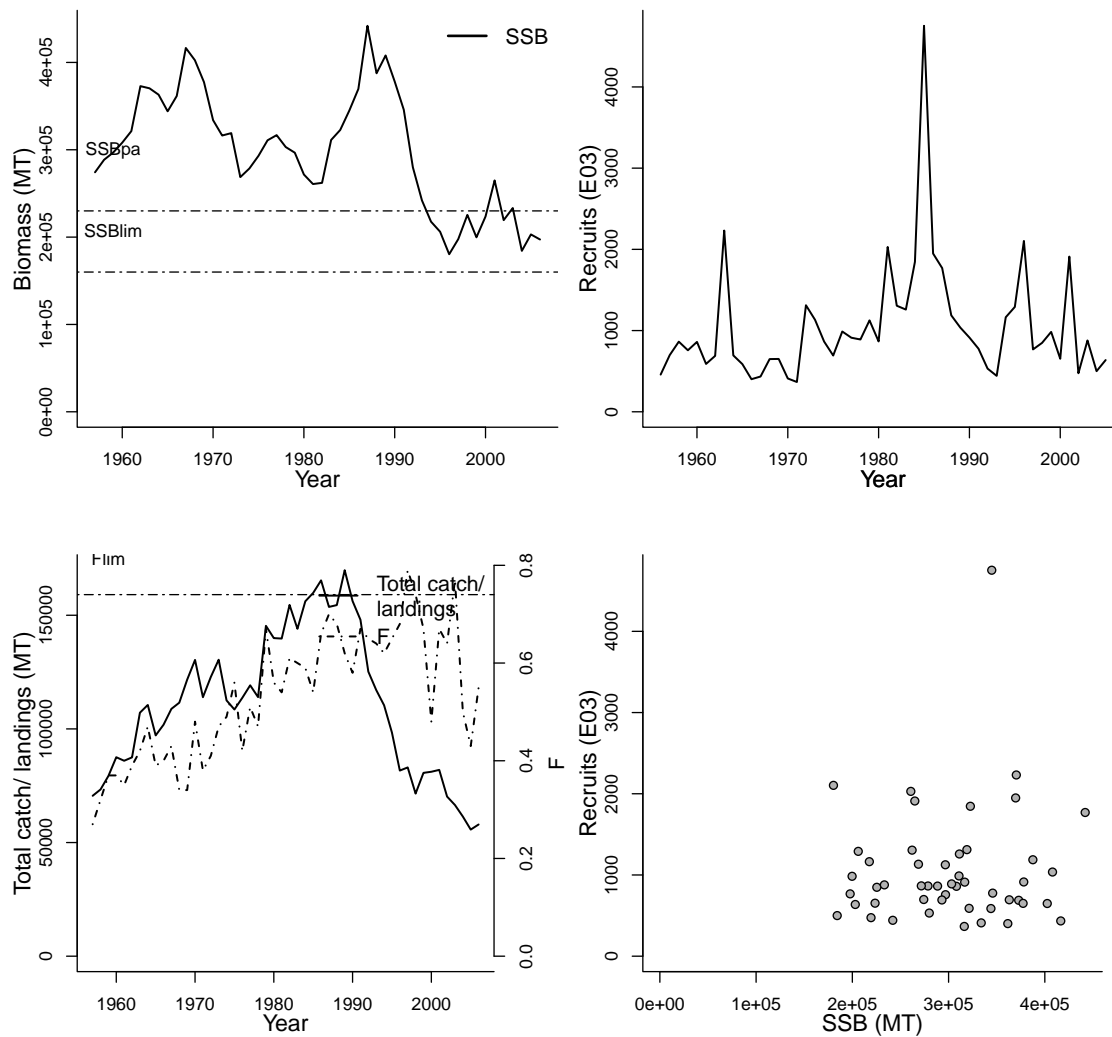 SSB
SSBpa
SSBlim
Biomass (MT)
0e+00 1e+05 2e+05 3e+05 4e+05
1960 1970 1980 1990 2000
Year
Recruits (E03)
0 1000 2000 3000 4000
1960 1970 1980 1990 2000
Year
Flim
Total catch/
landings
F
Total catch/ landings (MT)
0 50000 100000 150000
0.0 0.2 0.4 0.6 0.8
F
1960 1970 1980 1990 2000
Year
Recruits (E03)
0 1000 2000 3000 4000
0e+00 1e+05 2e+05 3e+05 4e+05
SSB (MT)